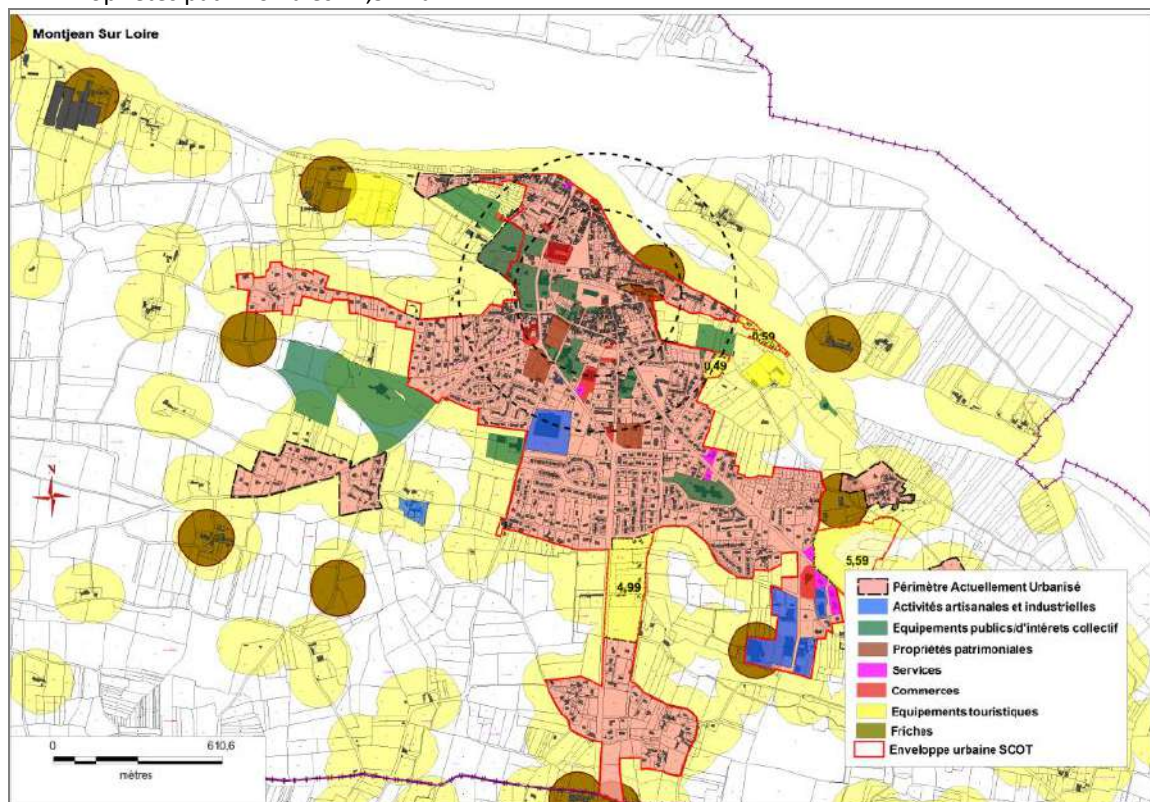 Montjean Sur Loire
0,59
0,49
5,59
4,99
Périmètre Actuellement Urbanisé
Activités artisanales et industrielles
Equipements publics/d'intérets collectif
Propriétés patrimoniales
Services
Commerces
Equipements touristiques
Friches
Enveloppe urbaine SCOT
0 610,6
mètres